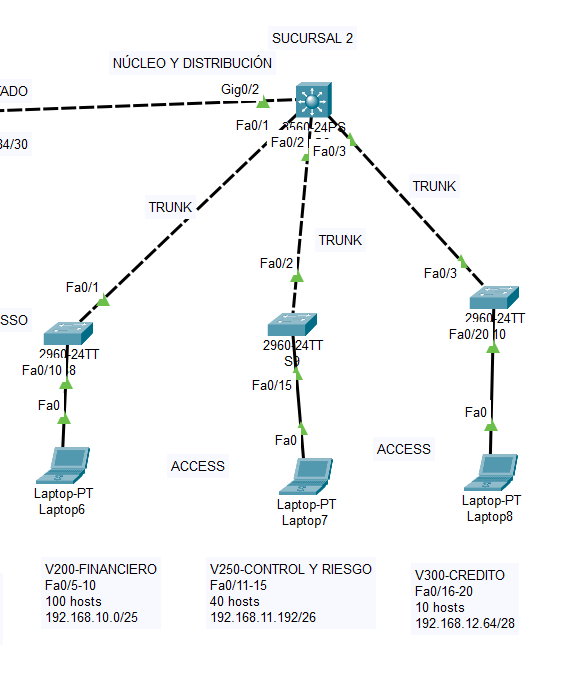 SUCURSAL 2
NÚCLEO Y DISTRIBUCIÓN
TADO
Gig0/2
3560-24PS
Fa0/1
Fa0/2
Fa0/3
34/30
TRUNK
TRUNK
TRUNK
Fa0/1
Fa0/2
Fa0/3
SSO
2960-24TT
Fa0/10
2960-24TT
S9
2960-24TT
Fa0/20
10
Fa0/15
Fa0
Fa0
Fa0
ACCESS
ACCESS
Laptop-PT
Laptop6
Laptop-PT
Laptop7
Laptop-PT
Laptop8
V200-FINANCIERO
Fa0/5-10
100 hosts
192.168.10.0/25
V250-CONTROL Y RIESGO
Fa0/11-15
40 hosts
192.168.11.192/26
V300-CREDITO
Fa0/16-20
10 hosts
192.168.12.64/28